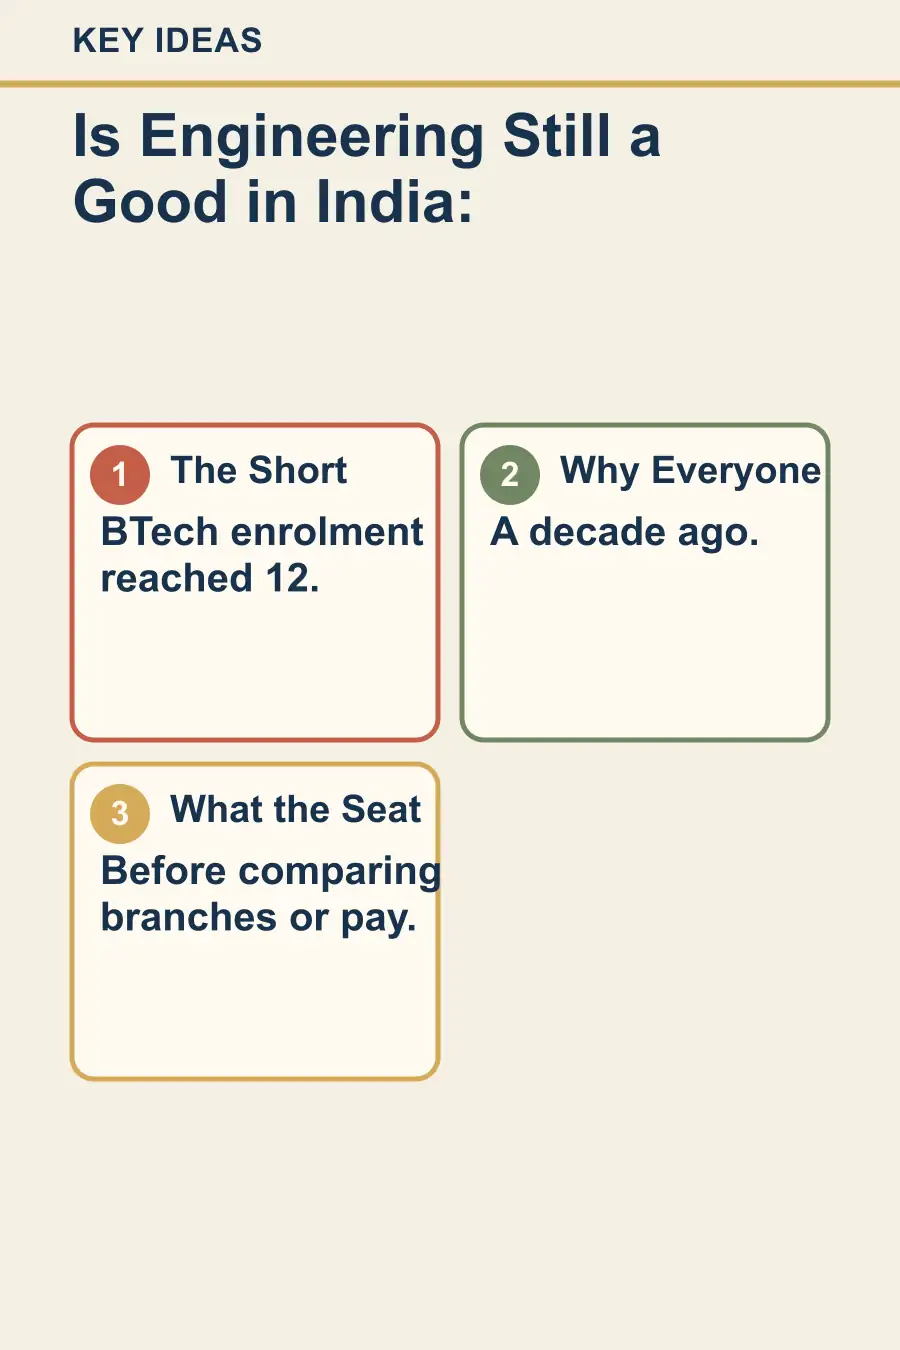 KEY IDEAS
Is Engineering Still a
Good in India:
1 The Short
BTech enrolment
reached 12.
2 Why Everyone
A decade ago.
3 What the Seat
Before comparing
branches or pay.